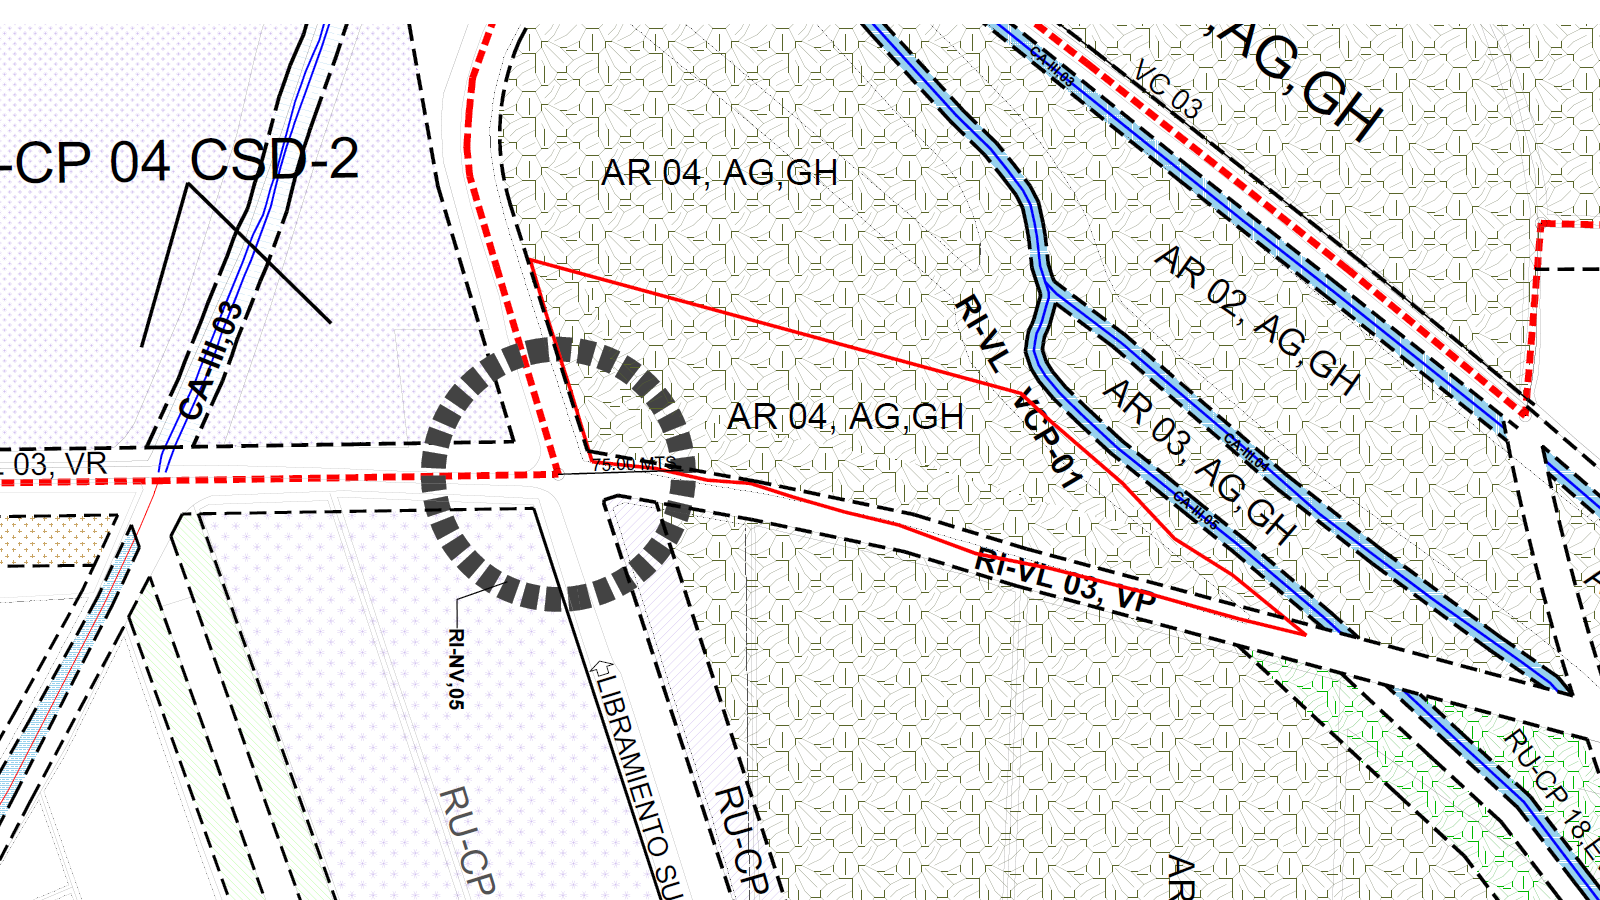 ,AG,GH
CA-III,03
VC 03
-CP 04 CSD-2
AR 04, AG,GH
AR 02, AG,GH
CA-III,03
RI-VL
AR 04, AG,GH
VCP-01
AR 03, AG,GH
CA-III,04
03, VR
75.00 MTS
CA-III,05
RI-VL 03, VP
RI-NV,05
LIBRAMIENTO SU
RU-CP
RU-CP
RU-CP 18,E
AR